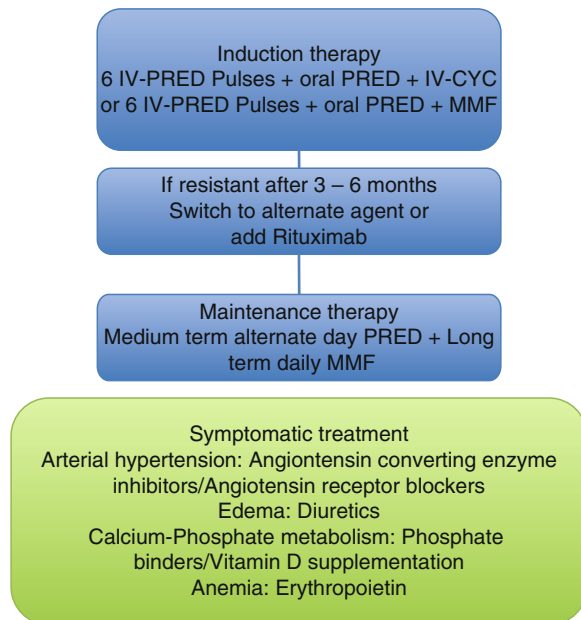 Induction therapy
6 IV-PRED Pulses + oral PRED + IV-CYC
or 6 IV-PRED Pulses + oral PRED + MMF
If resistant after 3 – 6 months
Switch to alternate agent or
add Rituximab
Maintenance therapy
Medium term alternate day PRED + Long
term daily MMF
Symptomatic treatment
Arterial hypertension: Angiontensin converting enzyme
inhibitors/Angiotensin receptor blockers
Edema: Diuretics
Calcium-Phosphate metabolism: Phosphate
binders/Vitamin D supplementation
Anemia: Erythropoietin